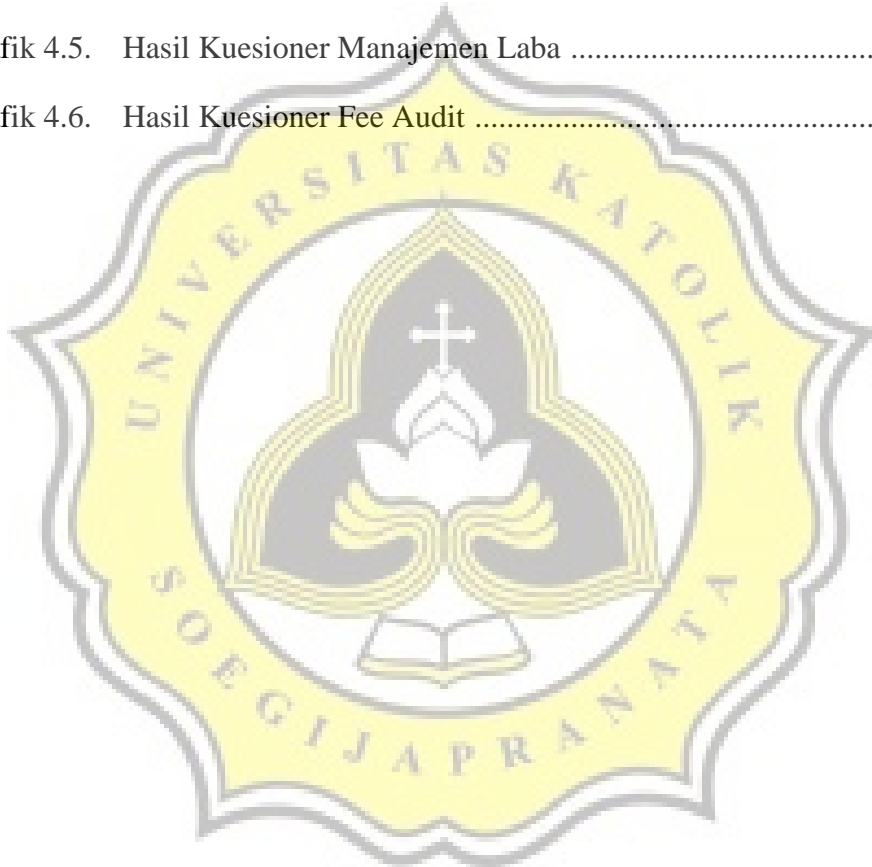 fik 4.5. Hasil Kuesioner Manajemen Laba ....................................
fik 4.6. Hasil Kuesioner Fee Audit ................................................
UNIVERSITAS KATOLIK
SOEGIJAPRANATA